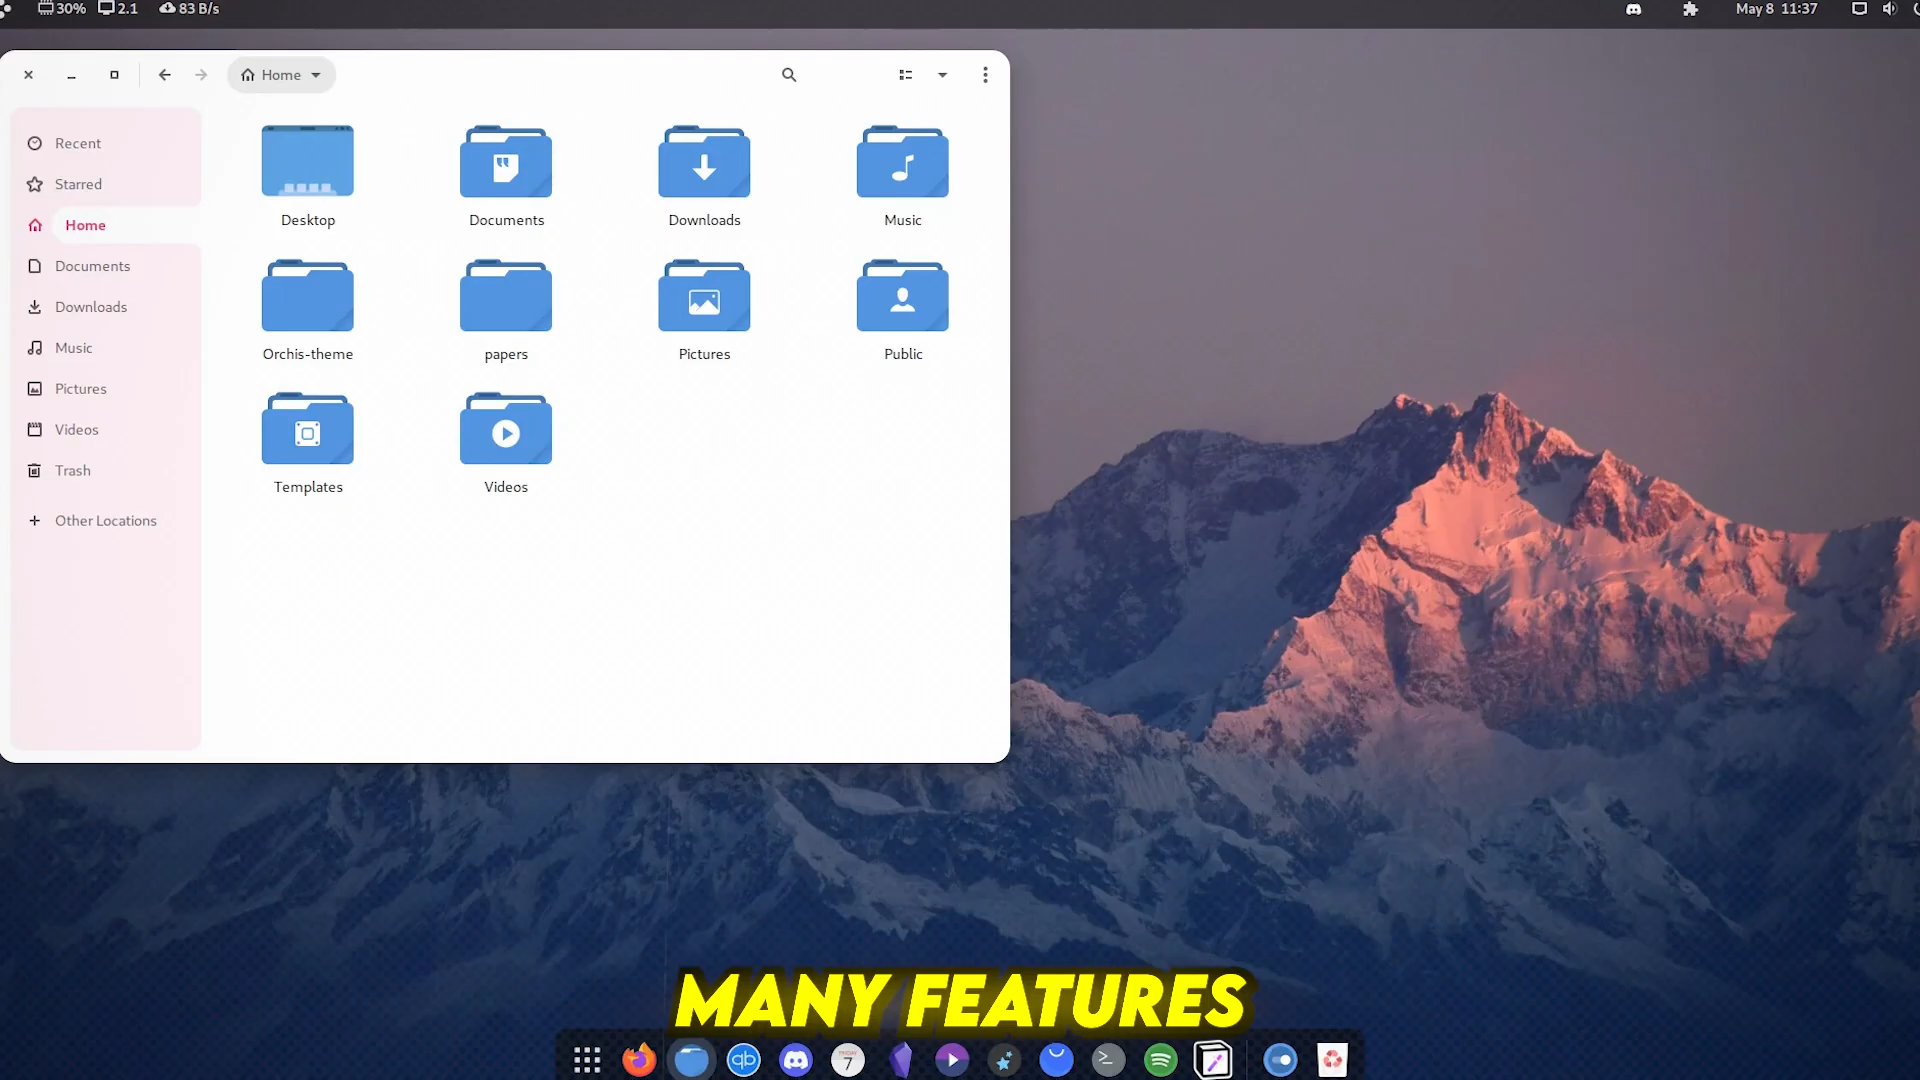 30% 2.1 83 B/s
May 8 11:37
Home
Recent
Starred
Home
Documents
Downloads
Music
Pictures
Videos
Trash
Other Locations
Desktop Documents Downloads Music
Orchis-theme papers Pictures Public
Templates Videos
MANY FEATURES
7